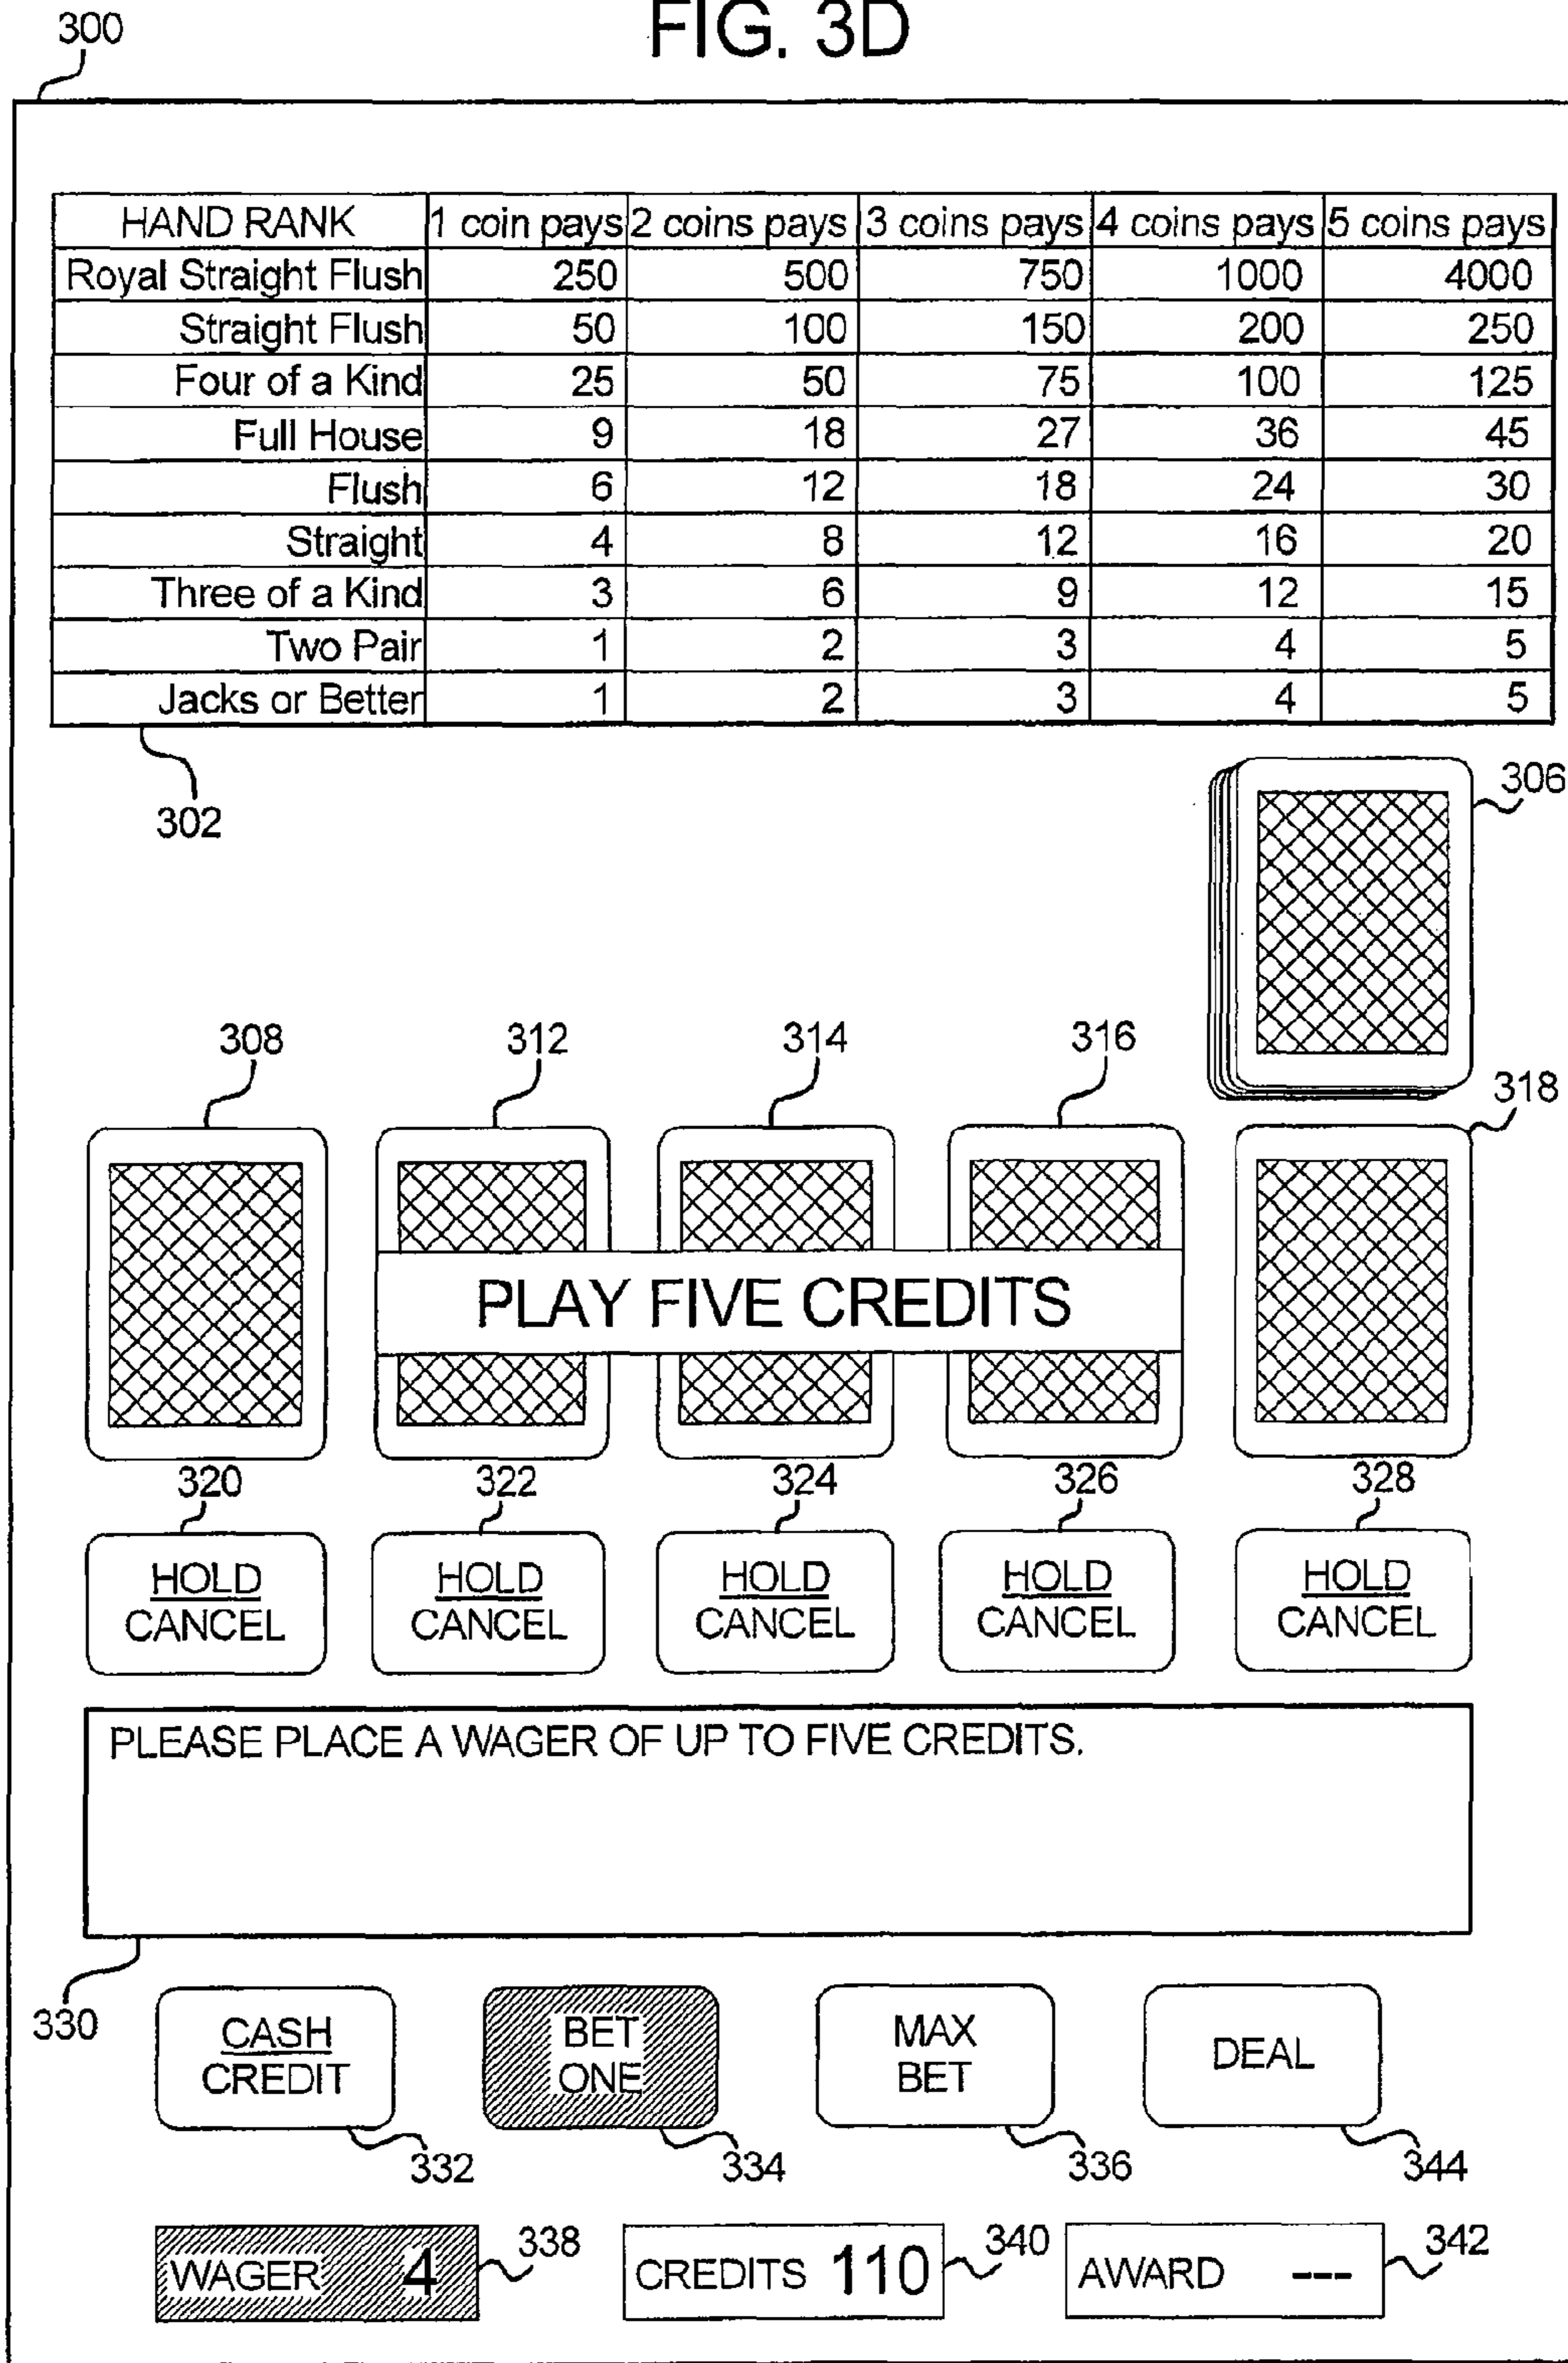 FIG. 3D
300
HAND RANK 1 coin pays 2 coins pays 3 coins pays 4 coins pays 5 coins pays
Royal Straight Flush 250 500 750 1000 4000
Straight Flush 50 100 150 200 250
Four of a Kind 25 50 75 100 125
Full House 9 18 27 36 45
Flush 6 12 18 24 30
Straight 4 8 12 16 20
Three of a Kind 3 6 9 12 15
Two Pair 1 2 3 4 5
Jacks or Better 1 2 3 4 5
302
306
308 312 314 316
318
PLAY FIVE CREDITS
320 322 324 326 328
HOLD HOLD HOLD HOLD HOLD
CANCEL CANCEL CANCEL CANCEL CANCEL
PLEASE PLACE A WAGER OF UP TO FIVE CREDITS.
330
CASH BET MAX DEAL
CREDIT ONE BET
332 334 336 344
WAGER 4 338 CREDITS 110 340 AWARD --- 342